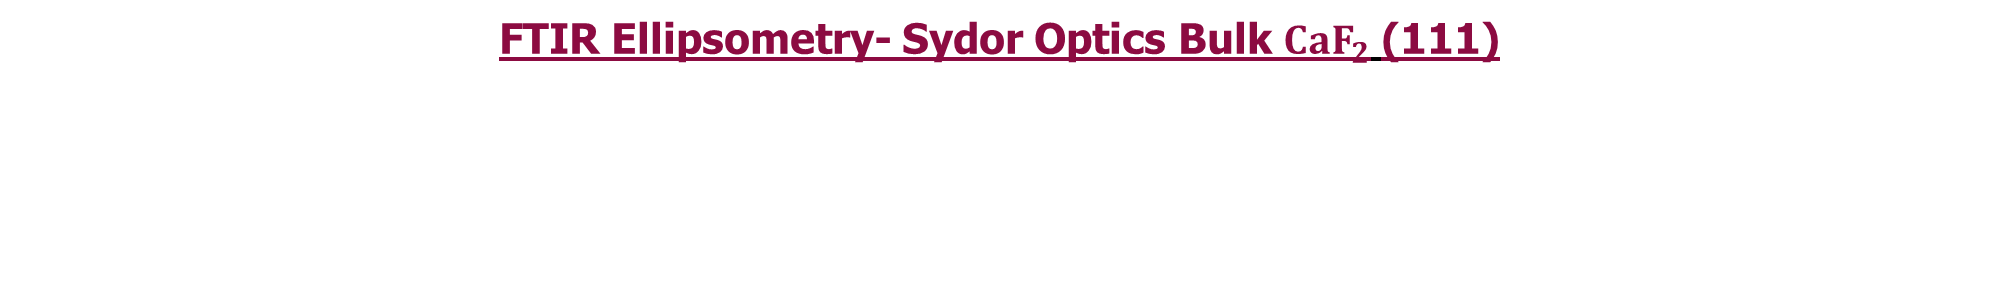 FTIR Ellipsometry- Sydor Optics Bulk CaF₂ (111)